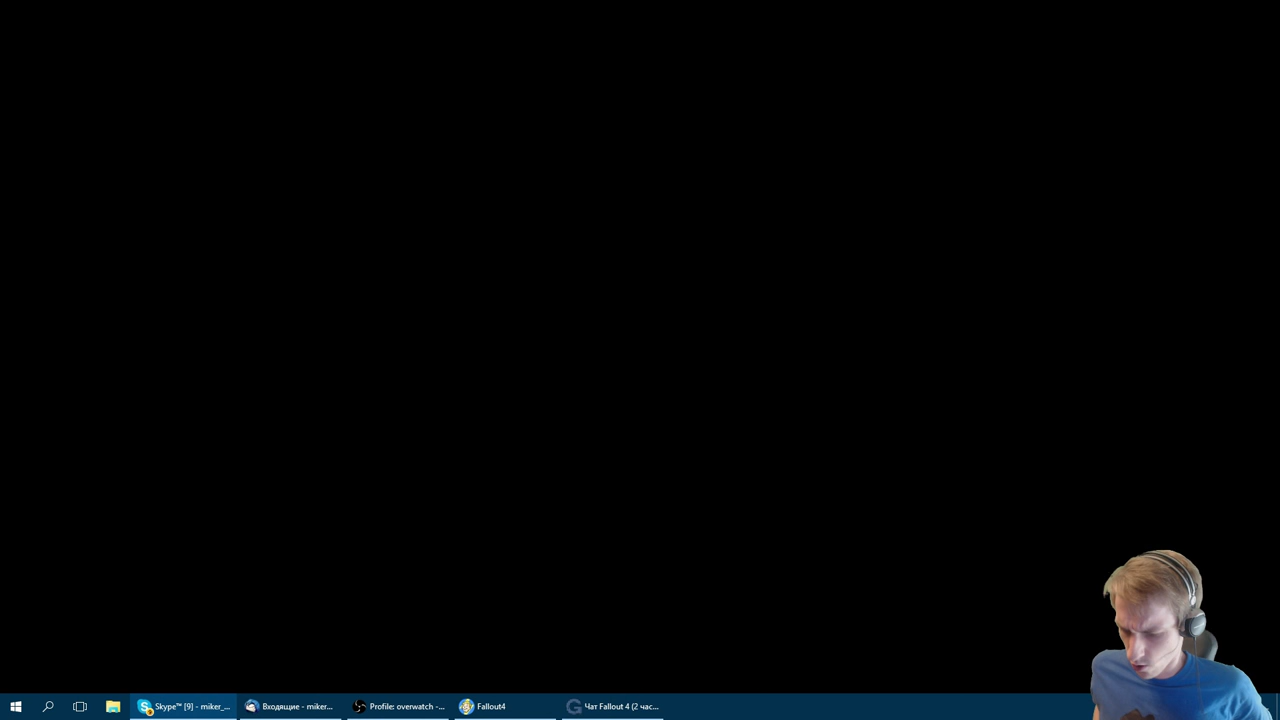 Skype™ [9] - miker_...
Входящие - miker...
Profile: overwatch -...
Fallout4
Чат Fallout 4 (2 час...